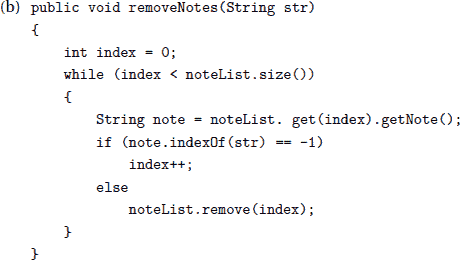 (b) public void removeNotes(String str)
{
int index = 0;
while (index < noteList.size())
{
String note = noteList. get(index).getNote();
if (note.indexOf(str) == -1)
index++;
else
noteList.remove(index);
}
}